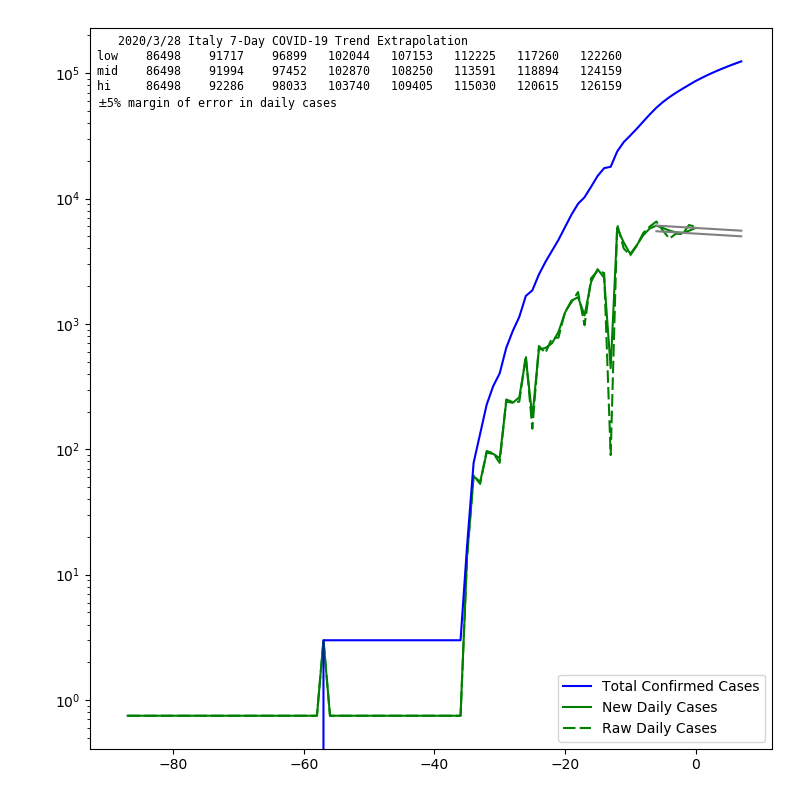 2020/3/28 Italy 7-Day COVID-19 Trend Extrapolation
low 86498 91717 96899 102044 107153 112225 117260 122260
mid 86498 91994 97452 102870 108250 113591 118894 124159
hi 86498 92286 98033 103740 109405 115030 120615 126159
±5% margin of error in daily cases
10⁵
10⁴
10³
10²
10¹
10⁰
Total Confirmed Cases
New Daily Cases
Raw Daily Cases
−80 −60 −40 −20 0